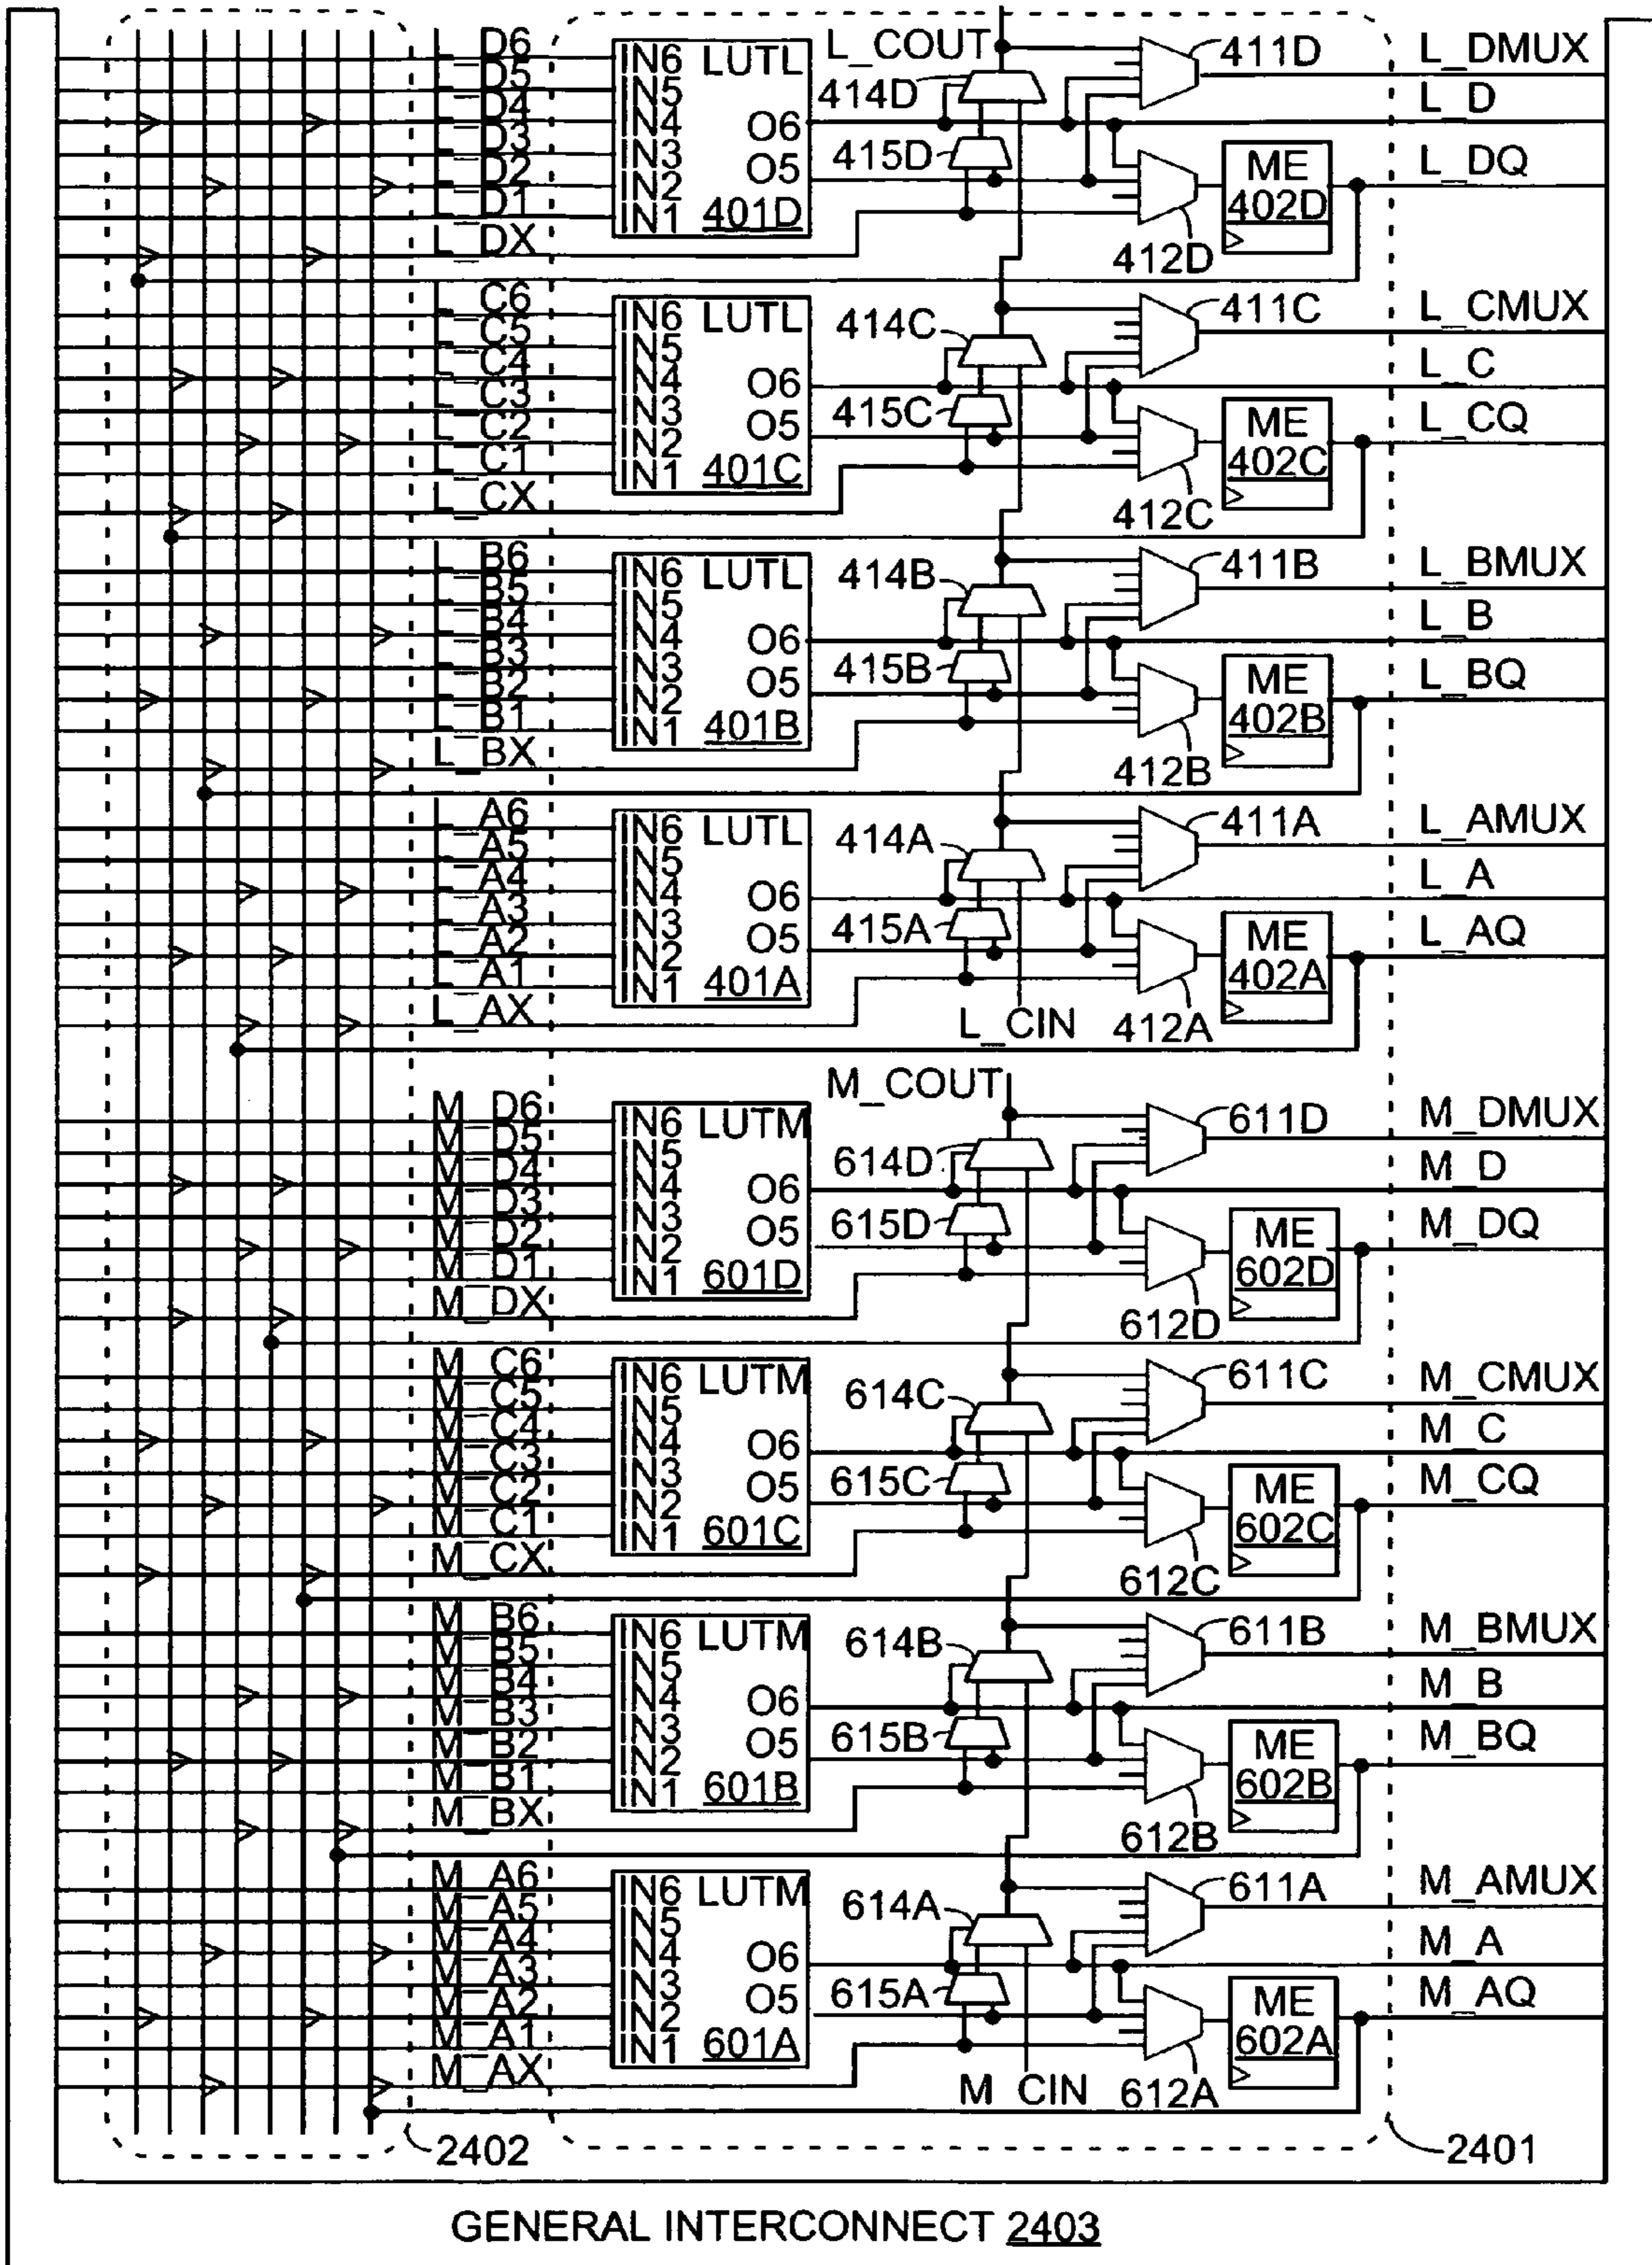 L_D6 IN6 LUTL L_COUT 411D L_DMUX
L_D5 IN5 414D
L_D4 IN4 O6 L_D
L_D3 IN3 415D ME L_DQ
L_D2 IN2 O5 402D
L_D1 IN1 401D
L_DX 412D
L_C6 IN6 LUTL 414C 411C L_CMUX
L_C5 IN5
L_C4 IN4 O6 L_C
L_C3 IN3 415C ME L_CQ
L_C2 IN2 O5 402C
L_C1 IN1 401C
L_CX 412C
L_B6 IN6 LUTL 414B 411B L_BMUX
L_B5 IN5
L_B4 IN4 O6 L_B
L_B3 IN3 415B ME L_BQ
L_B2 IN2 O5 402B
L_B1 IN1 401B
L_BX 412B
L_A6 IN6 LUTL 414A 411A L_AMUX
L_A5 IN5
L_A4 IN4 O6 L_A
L_A3 IN3 415A ME L_AQ
L_A2 IN2 O5 402A
L_A1 IN1 401A
L_AX L_CIN 412A
M_COUT
M_D6 IN6 LUTM 611D M_DMUX
M_D5 IN5 614D
M_D4 IN4 O6 M_D
M_D3 IN3 615D ME M_DQ
M_D2 IN2 O5 602D
M_D1 IN1 601D
M_DX 612D
M_C6 IN6 LUTM 614C 611C M_CMUX
M_C5 IN5
M_C4 IN4 O6 M_C
M_C3 IN3 615C ME M_CQ
M_C2 IN2 O5 602C
M_C1 IN1 601C
M_CX 612C
M_B6 IN6 LUTM 614B 611B M_BMUX
M_B5 IN5
M_B4 IN4 O6 M_B
M_B3 IN3 615B ME M_BQ
M_B2 IN2 O5 602B
M_B1 IN1 601B
M_BX 612B
M_A6 IN6 LUTM 614A 611A M_AMUX
M_A5 IN5
M_A4 IN4 O6 M_A
M_A3 IN3 615A ME M_AQ
M_A2 IN2 O5 602A
M_A1 IN1 601A
M_AX M_CIN 612A
2402 2401
GENERAL INTERCONNECT 2403